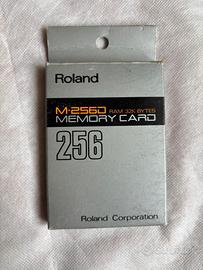 Roland
M-256D RAM 32K BYTES
MEMORY CARD
256
Roland Corporation